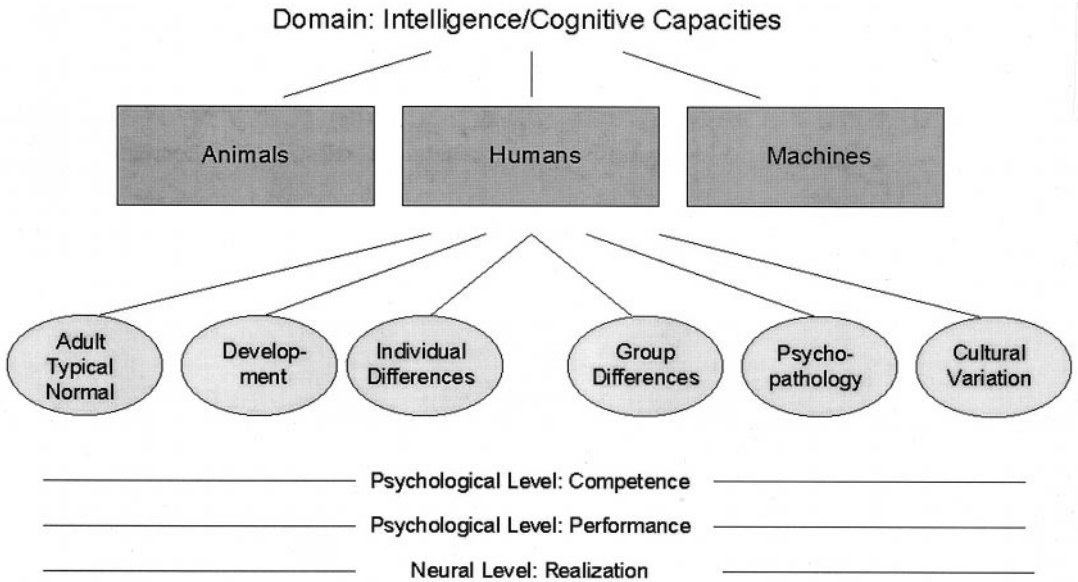 Domain: Intelligence/Cognitive Capacities
Animals
Humans
Machines
Adult
Typical
Normal
Develop-
ment
Individual
Differences
Group
Differences
Psycho-
pathology
Cultural
Variation
Psychological Level: Competence
Psychological Level: Performance
Neural Level: Realization